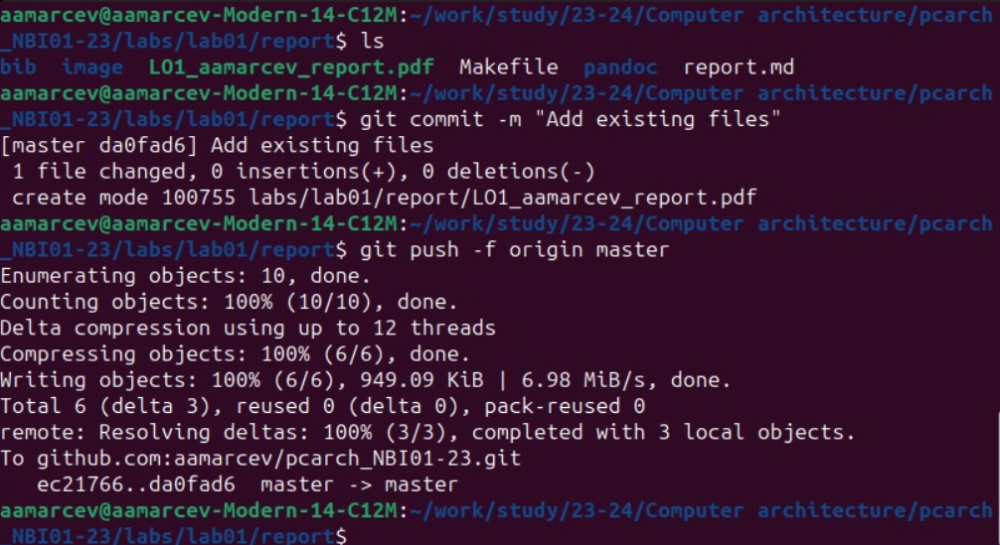 aamarcev@aamarcev-Modern-14-C12M:~/work/study/23-24/Computer architecture/pcarch
_NBI01-23/labs/lab01/report$ ls
bib  image  LO1_aamarcev_report.pdf  Makefile  pandoc  report.md
aamarcev@aamarcev-Modern-14-C12M:~/work/study/23-24/Computer architecture/pcarch
_NBI01-23/labs/lab01/report$ git commit -m "Add existing files"
[master da0fad6] Add existing files
 1 file changed, 0 insertions(+), 0 deletions(-)
 create mode 100755 labs/lab01/report/LO1_aamarcev_report.pdf
aamarcev@aamarcev-Modern-14-C12M:~/work/study/23-24/Computer architecture/pcarch
_NBI01-23/labs/lab01/report$ git push -f origin master
Enumerating objects: 10, done.
Counting objects: 100% (10/10), done.
Delta compression using up to 12 threads
Compressing objects: 100% (6/6), done.
Writing objects: 100% (6/6), 949.09 KiB | 6.98 MiB/s, done.
Total 6 (delta 3), reused 0 (delta 0), pack-reused 0
remote: Resolving deltas: 100% (3/3), completed with 3 local objects.
To github.com:aamarcev/pcarch_NBI01-23.git
   ec21766..da0fad6  master -> master
aamarcev@aamarcev-Modern-14-C12M:~/work/study/23-24/Computer architecture/pcarch
_NBI01-23/labs/lab01/report$